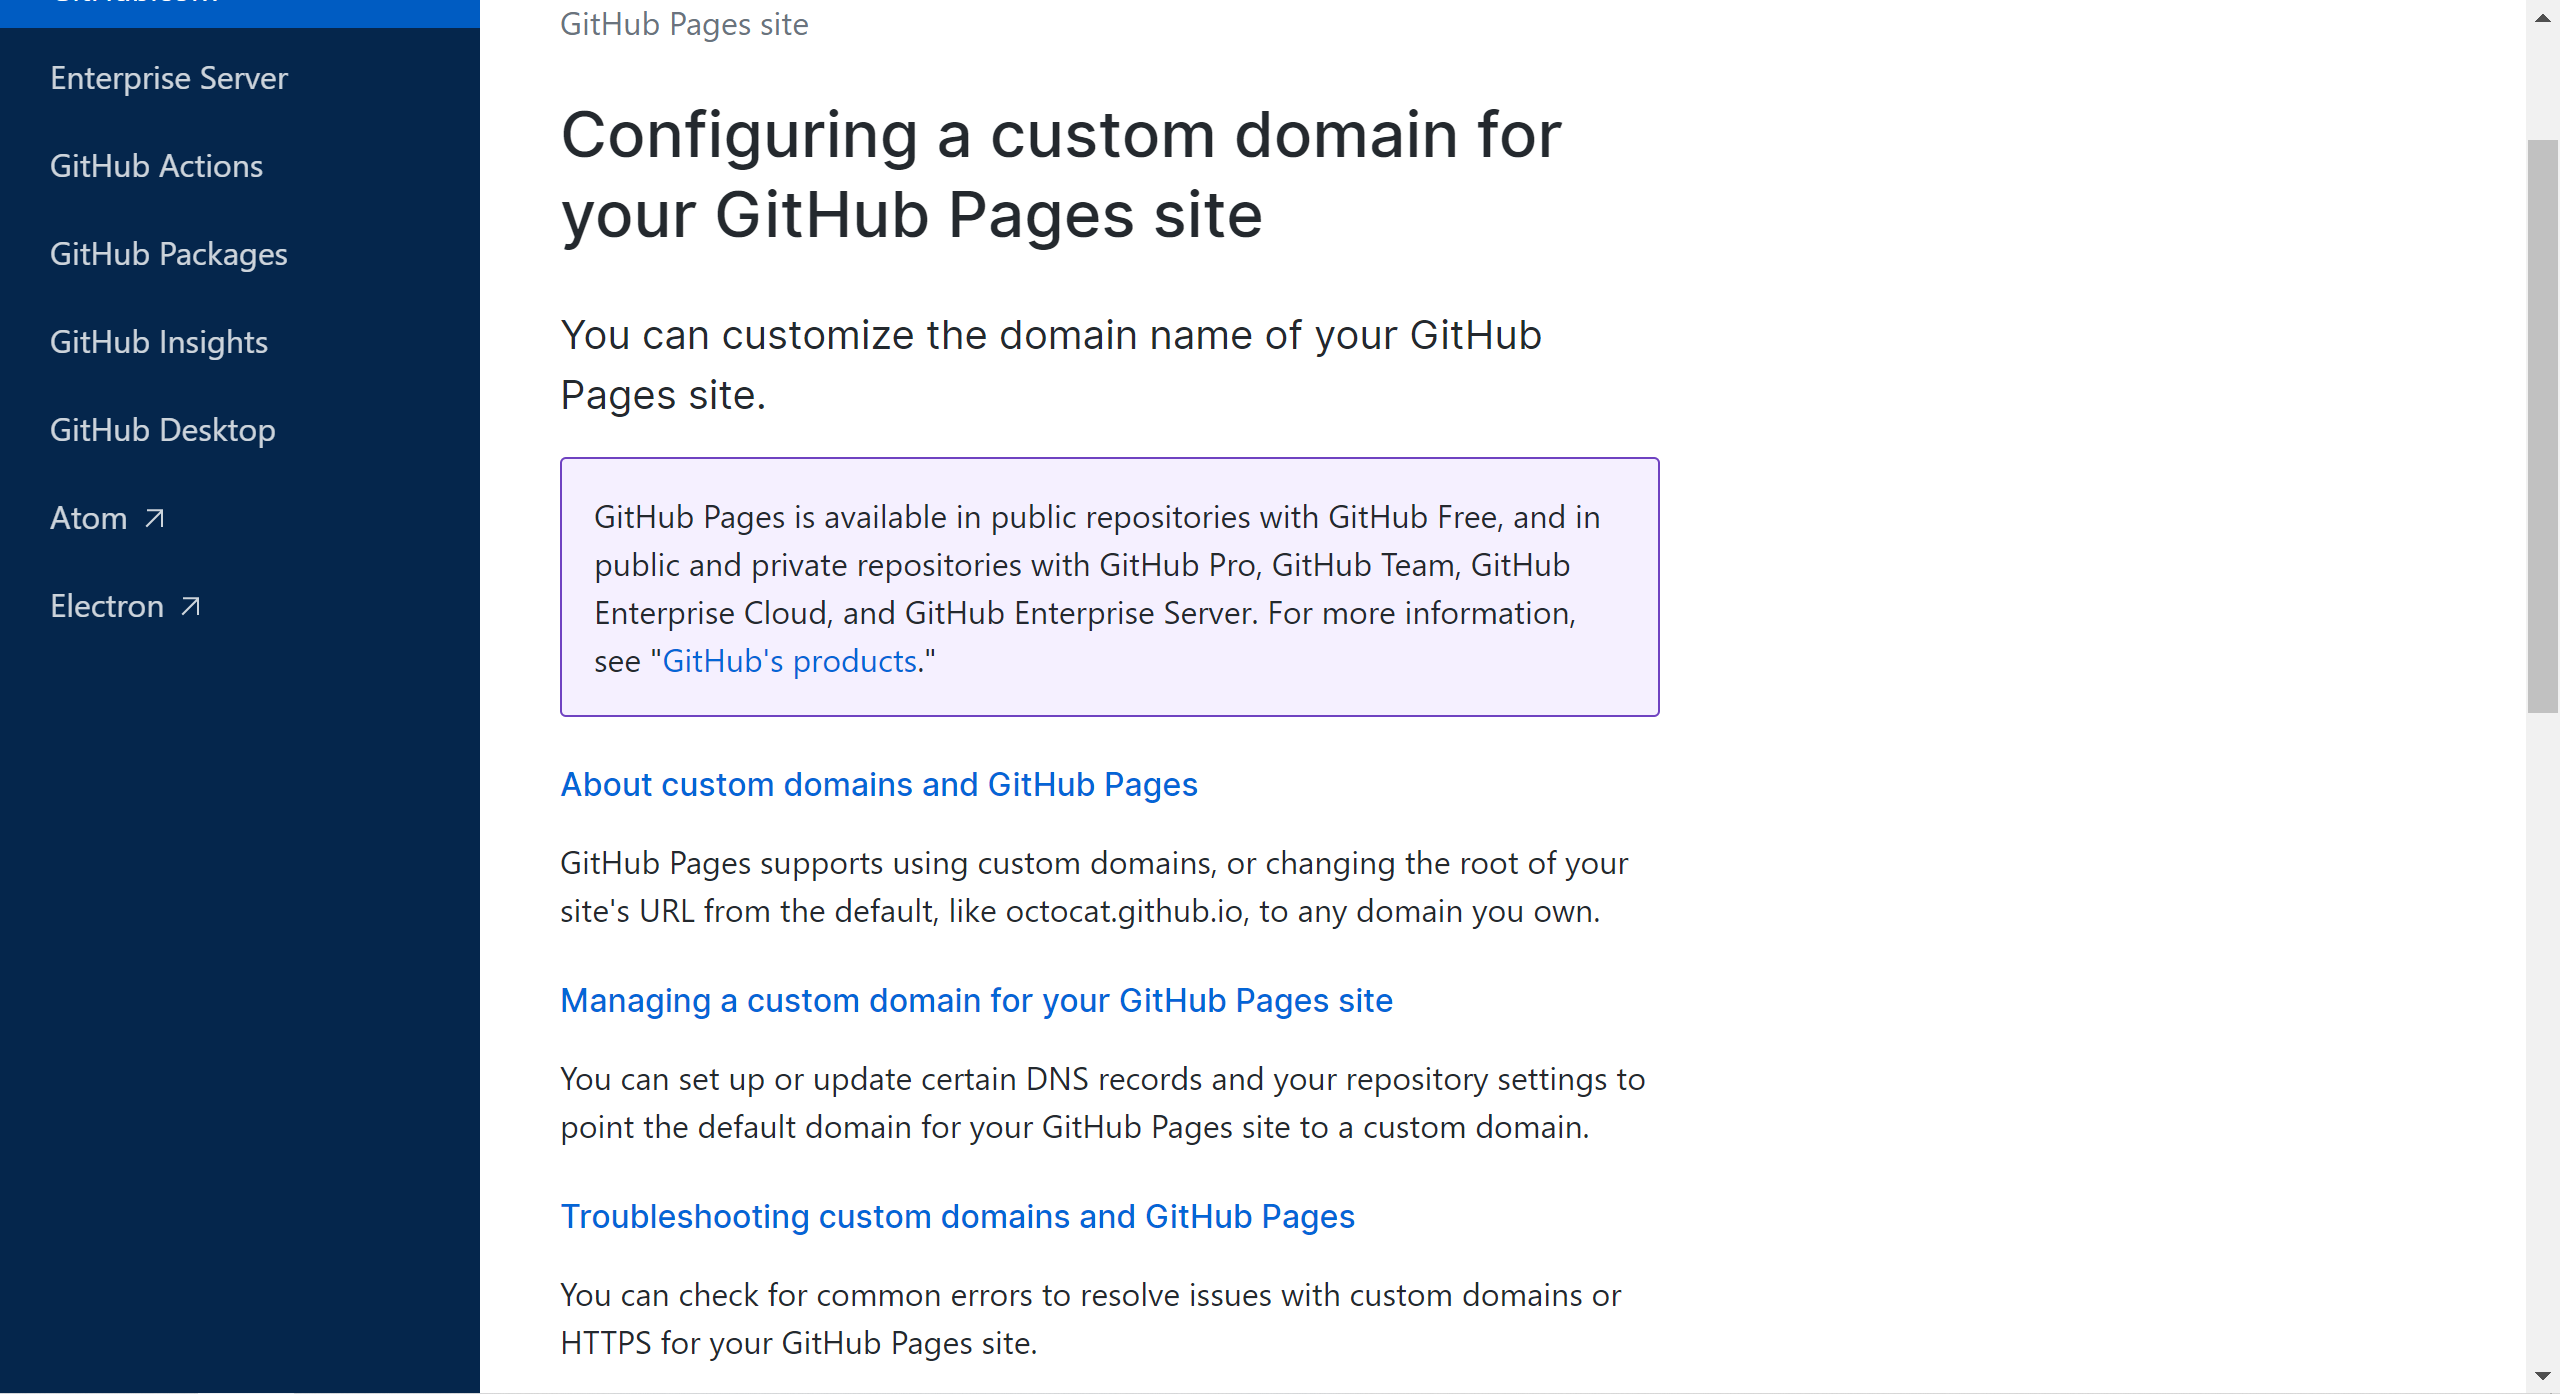 GitHub Pages site
Enterprise Server
GitHub Actions
GitHub Packages
GitHub Insights
GitHub Desktop
Atom
Electron
Configuring a custom domain for
your GitHub Pages site
You can customize the domain name of your GitHub
Pages site.
GitHub Pages is available in public repositories with GitHub Free, and in
public and private repositories with GitHub Pro, GitHub Team, GitHub
Enterprise Cloud, and GitHub Enterprise Server. For more information,
see "GitHub's products."
About custom domains and GitHub Pages
GitHub Pages supports using custom domains, or changing the root of your
site's URL from the default, like octocat.github.io, to any domain you own.
Managing a custom domain for your GitHub Pages site
You can set up or update certain DNS records and your repository settings to
point the default domain for your GitHub Pages site to a custom domain.
Troubleshooting custom domains and GitHub Pages
You can check for common errors to resolve issues with custom domains or
HTTPS for your GitHub Pages site.